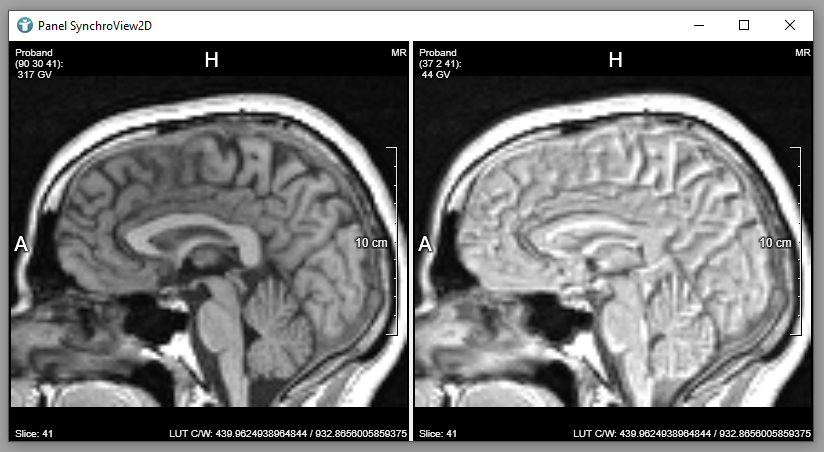 Panel SynchroView2D
Proband
(90 30 41):
317 GV
H
MR
A
10 cm
Slice: 41
LUT C/W: 439.9624938964844 / 932.8656005859375
Proband
(37 2 41):
44 GV
H
MR
A
10 cm
Slice: 41
LUT C/W: 439.9624938964844 / 932.8656005859375